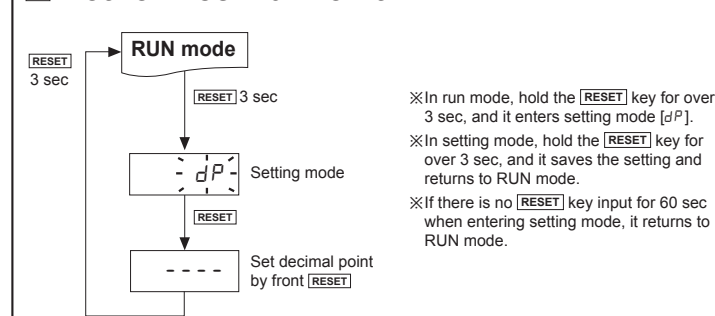 RUN mode
RESET
3 sec
RESET 3 sec
dP
Setting mode
RESET
- - - -
Set decimal point
by front RESET
※In run mode, hold the RESET key for over
3 sec, and it enters setting mode [dP].
※In setting mode, hold the RESET key for
over 3 sec, and it saves the setting and
returns to RUN mode.
※If there is no RESET key input for 60 sec
when entering setting mode, it returns to
RUN mode.